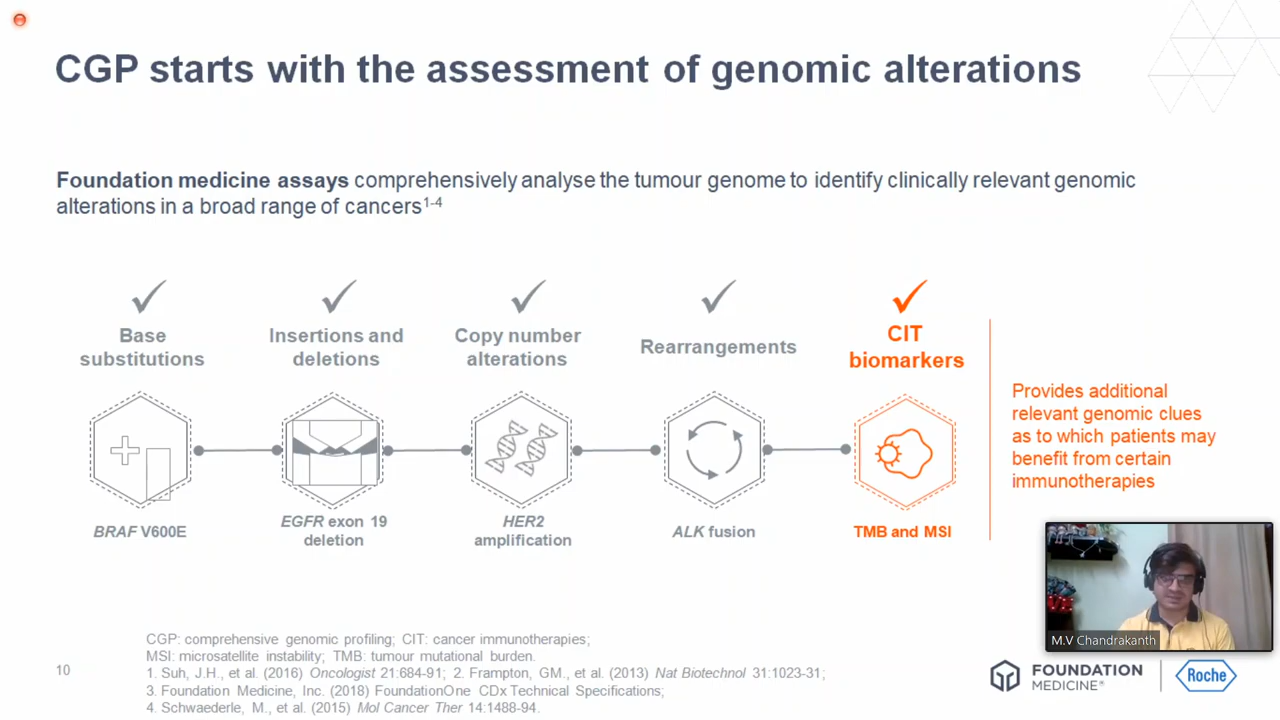 CGP starts with the assessment of genomic alterations
Foundation medicine assays comprehensively analyse the tumour genome to identify clinically relevant genomic
alterations in a broad range of cancers1-4
Base
substitutions
Insertions and
deletions
Copy number
alterations
Rearrangements
CIT
biomarkers
BRAF V600E
EGFR exon 19
deletion
HER2
amplification
ALK fusion
TMB and MSI
Provides additional
relevant genomic clues
as to which patients may
benefit from certain
immunotherapies
M.V Chandrakanth
CGP: comprehensive genomic profiling; CIT: cancer immunotherapies;
MSI: microsatellite instability; TMB: tumour mutational burden.
1. Suh, J.H., et al. (2016) Oncologist 21:684-91; 2. Frampton, GM., et al. (2013) Nat Biotechnol 31:1023-31;
3. Foundation Medicine, Inc. (2018) FoundationOne CDx Technical Specifications;
4. Schwaederle, M., et al. (2015) Mol Cancer Ther 14:1488-94.
10
FOUNDATION
MEDICINE®
Roche